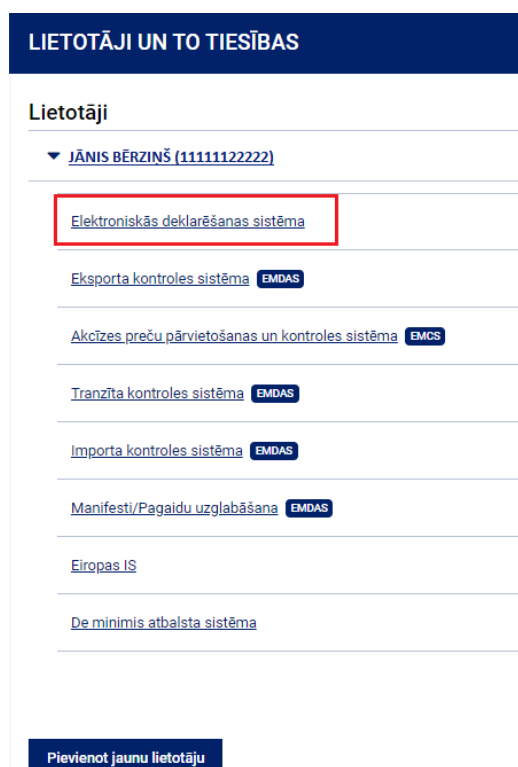 LIETOTĀJI UN TO TIESĪBAS
Lietotāji
JĀNIS BĒRZIŅŠ (11111122222)
Elektroniskās deklarēšanas sistēma
Eksporta kontroles sistēma EMDAS
Akcīzes preču pārvietošanas un kontroles sistēma EMCS
Tranzīta kontroles sistēma EMDAS
Importa kontroles sistēma EMDAS
Manifesti/Pagaidu uzglabāšana EMDAS
Eiropas IS
De minimis atbalsta sistēma
Pievienot jaunu lietotāju